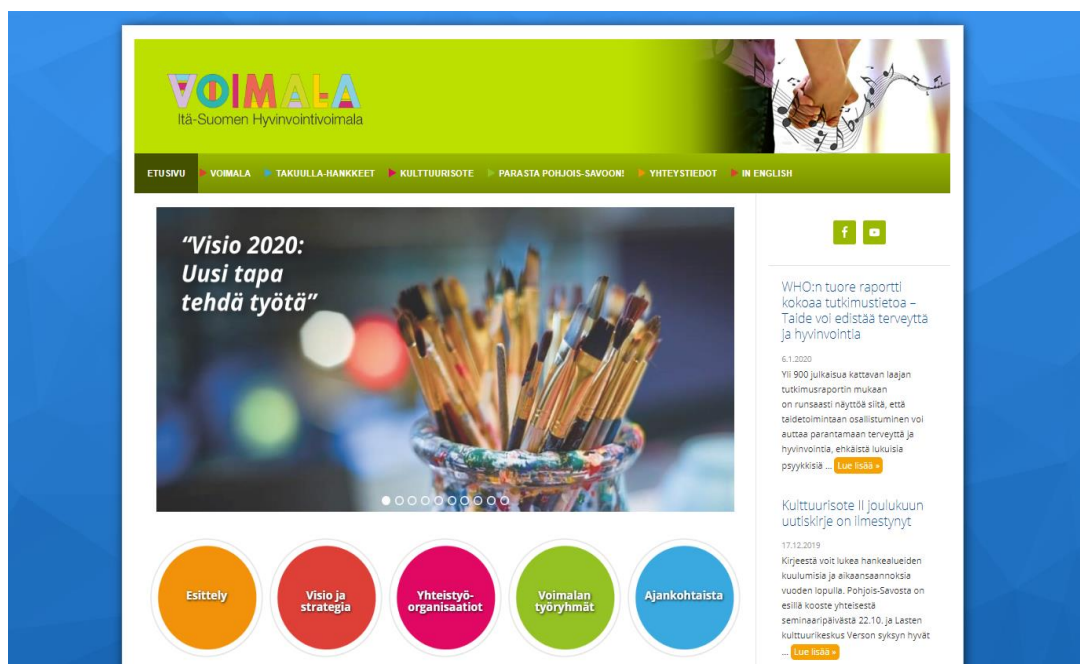 VOIMALA
Itä-Suomen Hyvinvointivoimala
ETUSIVU VOIMALA TAKUULLA-HANKKEET KULTTUURISOTE PARASTA POHJOIS-SAVOON! YHTEYSTIEDOT IN ENGLISH
“Visio 2020:
Uusi tapa
tehdä työtä”
Esittely
Visio ja
strategia
Yhteistyö-
organisaatiot
Voimalan
työryhmät
Ajankohtaista
WHO:n tuore raportti
kokoaa tutkimustietoa –
Taide voi edistää terveyttä
ja hyvinvointia
6.1.2020
Yli 900 julkaisua kattavan laajan
tutkimusraportin mukaan
on runsaasti näyttöä siitä, että
taidetoimintaan osallistuminen voi
auttaa parantamaan terveyttä ja
hyvinvointia, ehkäistä lukuisia
psyykkisiä ... Lue lisää »
Kulttuurisote II joulukuun
uutiskirje on ilmestynyt
17.12.2019
Kirjeestä voit lukea hankealueiden
kuulumisia ja aikaansaannoksia
vuoden lopulla. Pohjois-Savosta on
esillä kooste yhteisestä
seminaaripäivästä 22.10. ja Lasten
kulttuurikeskus Verson syksyn hyvät
... Lue lisää »